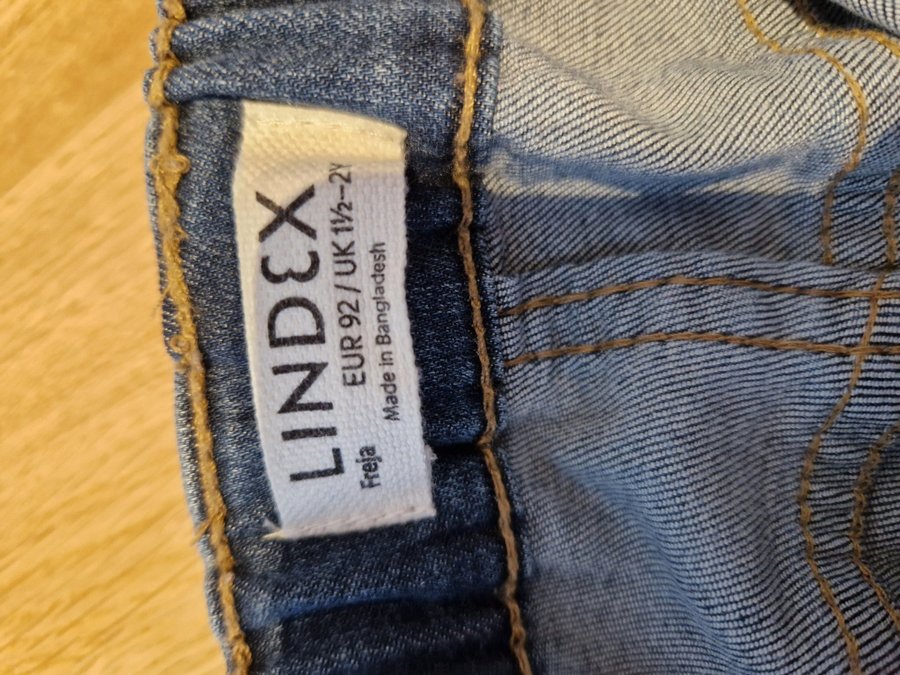 LINDEX
EUR 92 / UK 1½–2Y
Freja
Made in Bangladesh